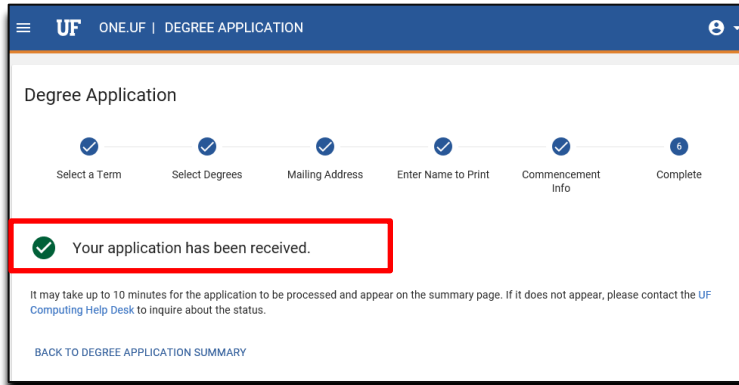 UF ONE.UF | DEGREE APPLICATION
Degree Application
6
Select a Term Select Degrees Mailing Address Enter Name to Print Commencement Info Complete
Your application has been received.
It may take up to 10 minutes for the application to be processed and appear on the summary page. If it does not appear, please contact the UF
Computing Help Desk to inquire about the status.
BACK TO DEGREE APPLICATION SUMMARY